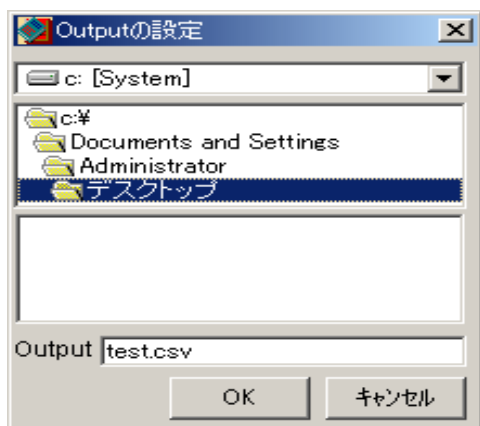 Outputの設定
c: [System]
c:¥
Documents and Settings
Administrator
デスクトップ
Output test.csv
OK キャンセル